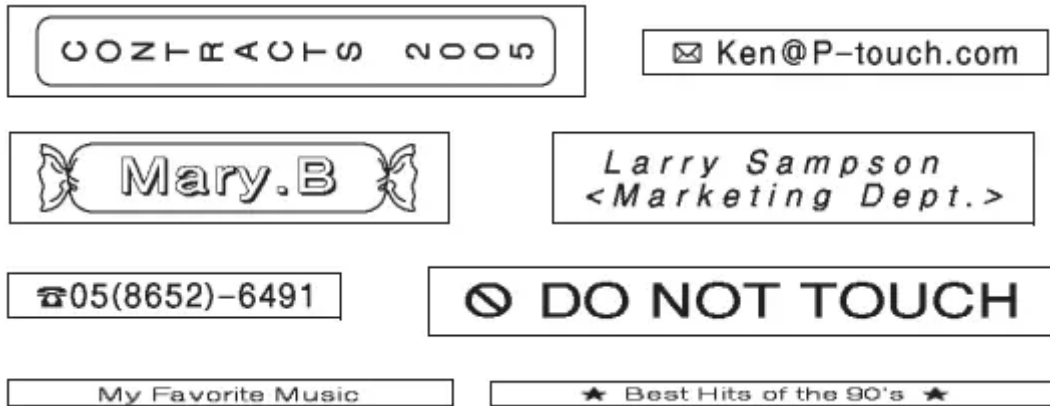 CONTRACTS 2005
✉ Ken@P-touch.com
Mary.B
Larry Sampson
<Marketing Dept.>
☎05(8652)-6491
🚫 DO NOT TOUCH
My Favorite Music
★ Best Hits of the 90's ★